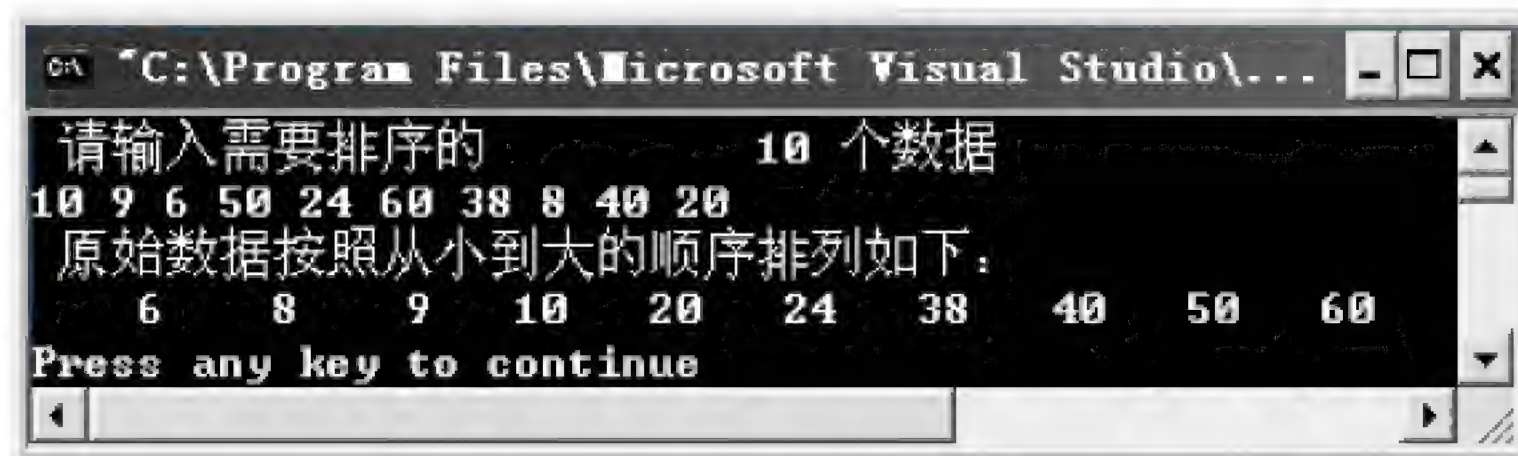 "C:\Program Files\Microsoft Visual Studio\...
请输入需要排序的 10 个数据
10 9 6 50 24 60 38 8 40 20
原始数据按照从小到大的顺序排列如下:
6 8 9 10 20 24 38 40 50 60
Press any key to continue